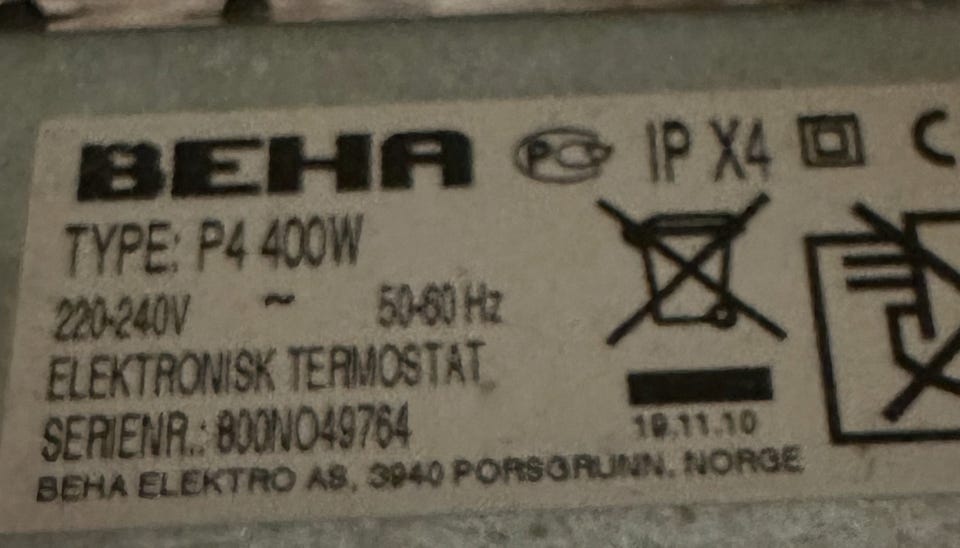 BEHA PC IP X4 C
TYPE: P4 400W
220-240V ~ 50-60 Hz
ELEKTRONISK TERMOSTAT
SERIENR.: 800NO49764
19.11.10
BEHA ELEKTRO AS, 3940 PORSGRUNN. NORGE